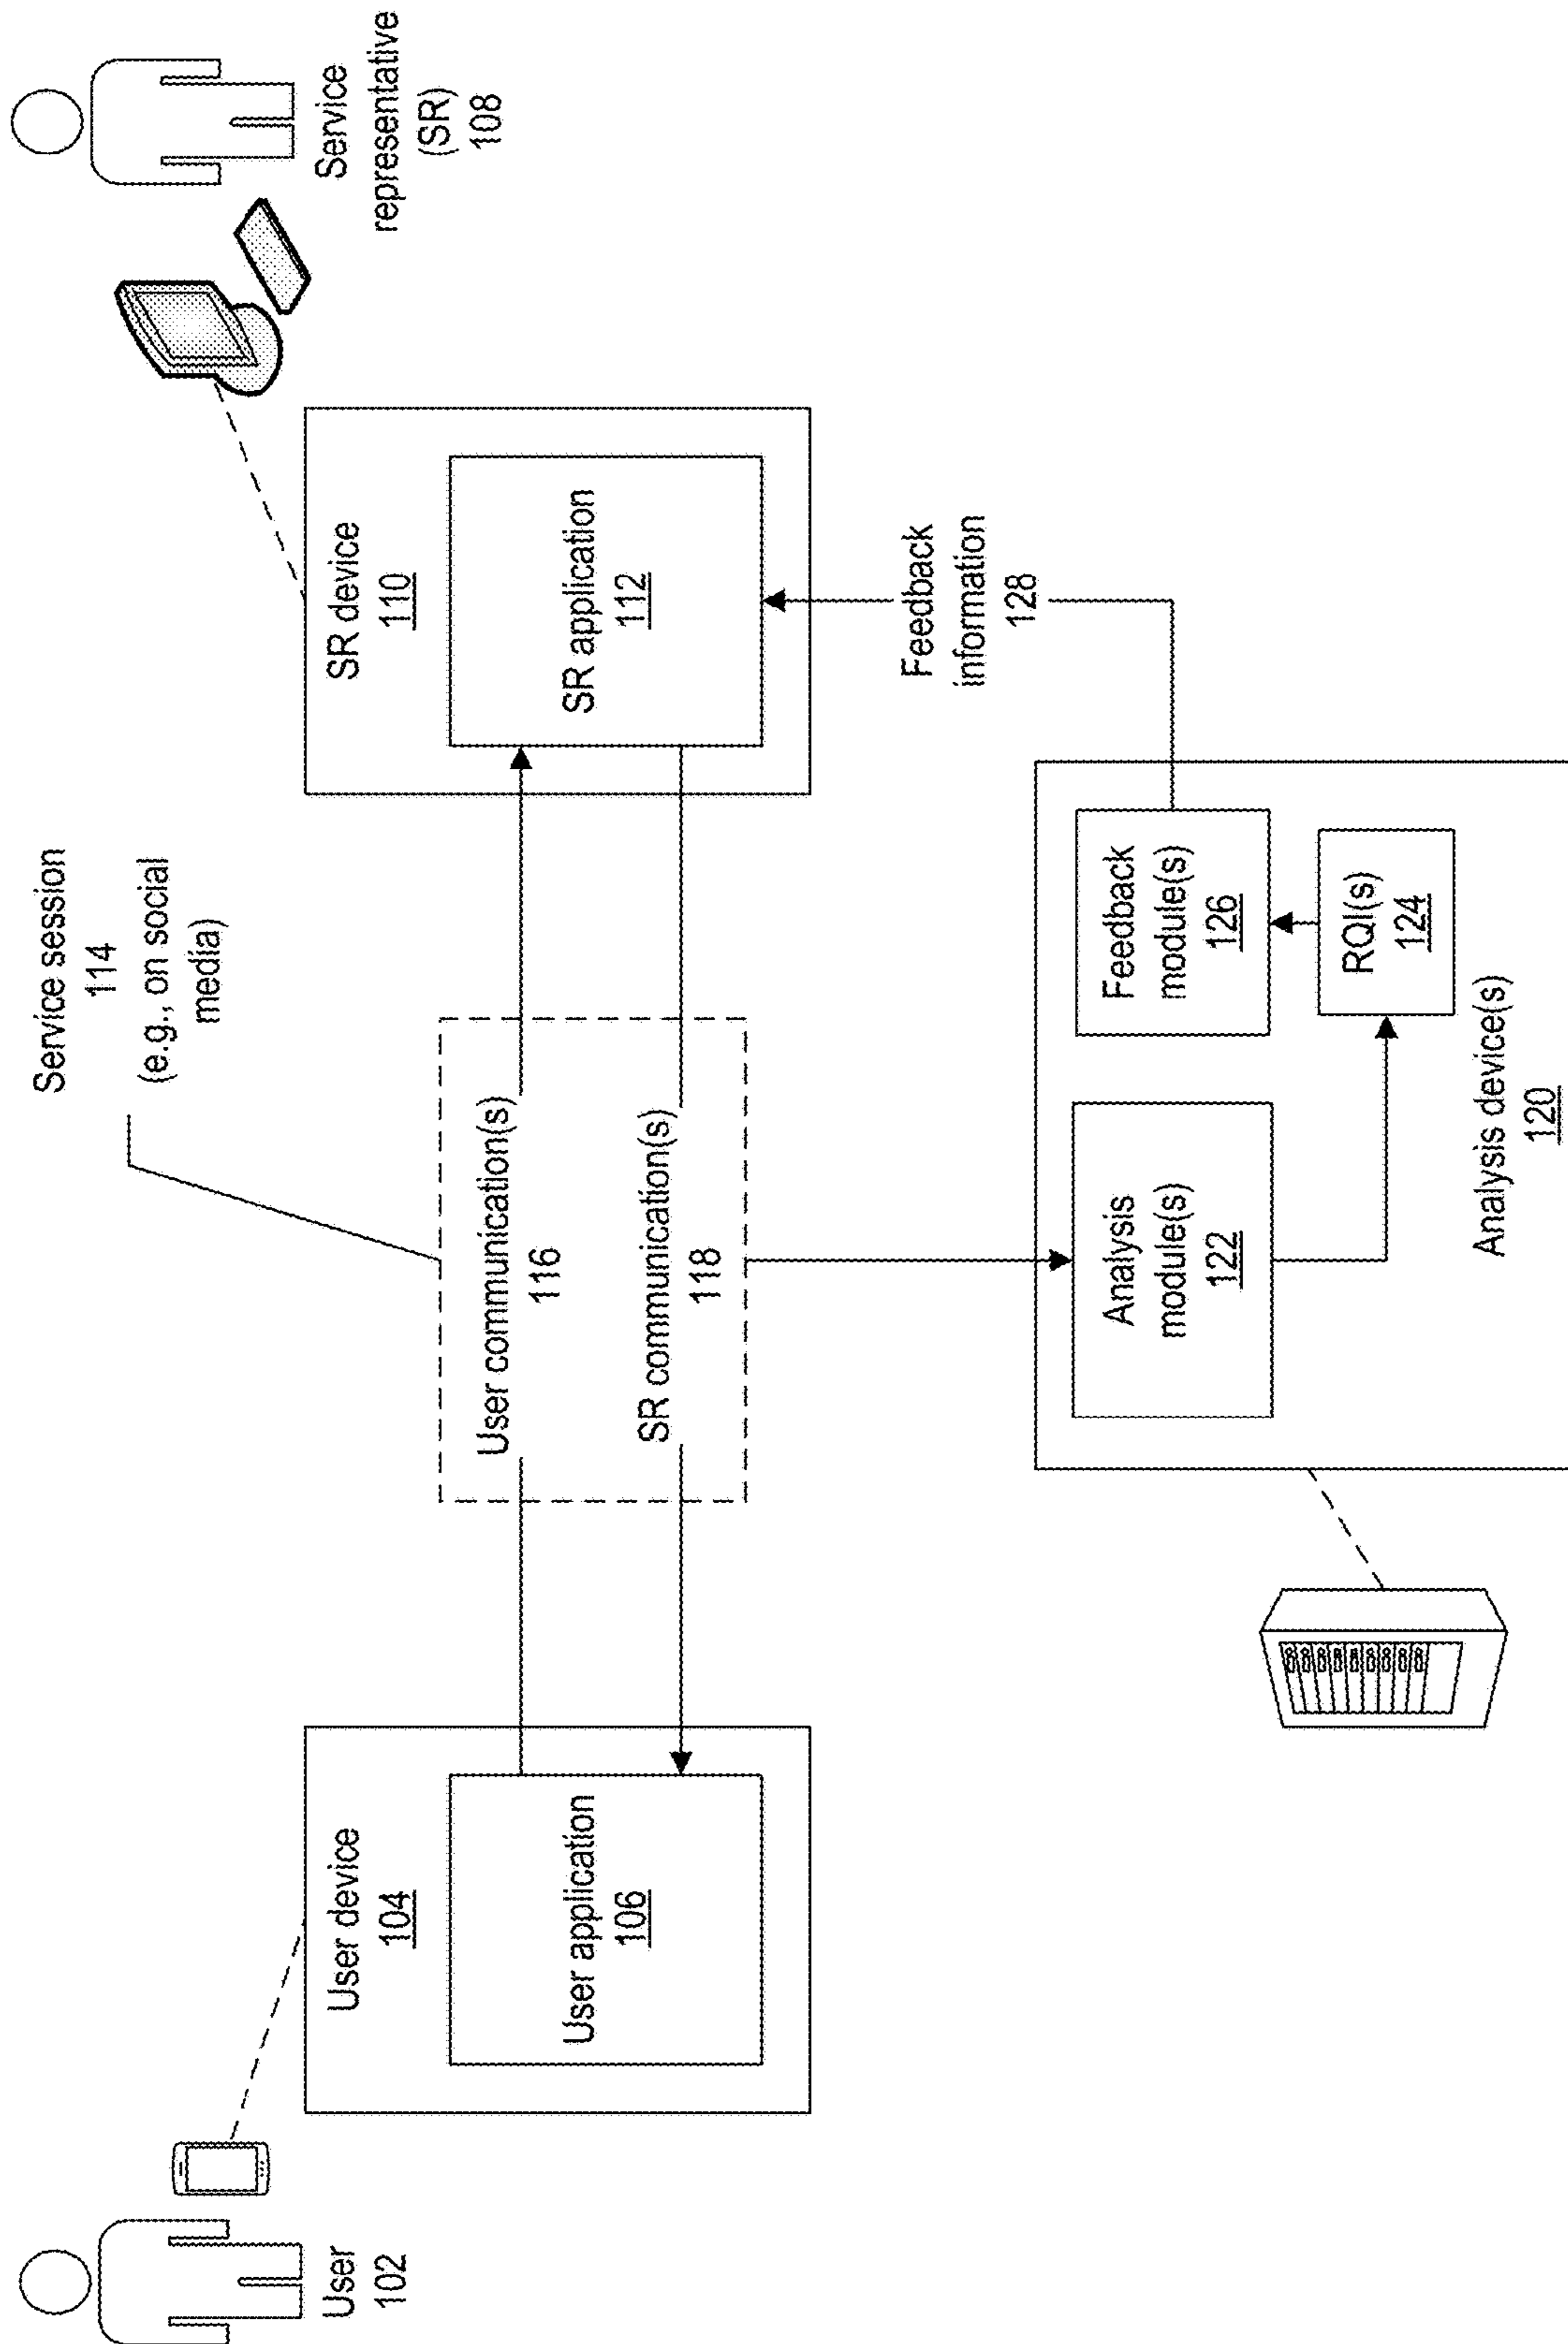 User
102
User device
104
User application
106
Service session
114
(e.g., on social
media)
User communication(s)
116
SR communication(s)
118
SR device
110
SR application
112
Service
representative
(SR)
108
Feedback
information
128
Analysis
module(s)
122
Feedback
module(s)
126
RQI(s)
124
Analysis device(s)
120